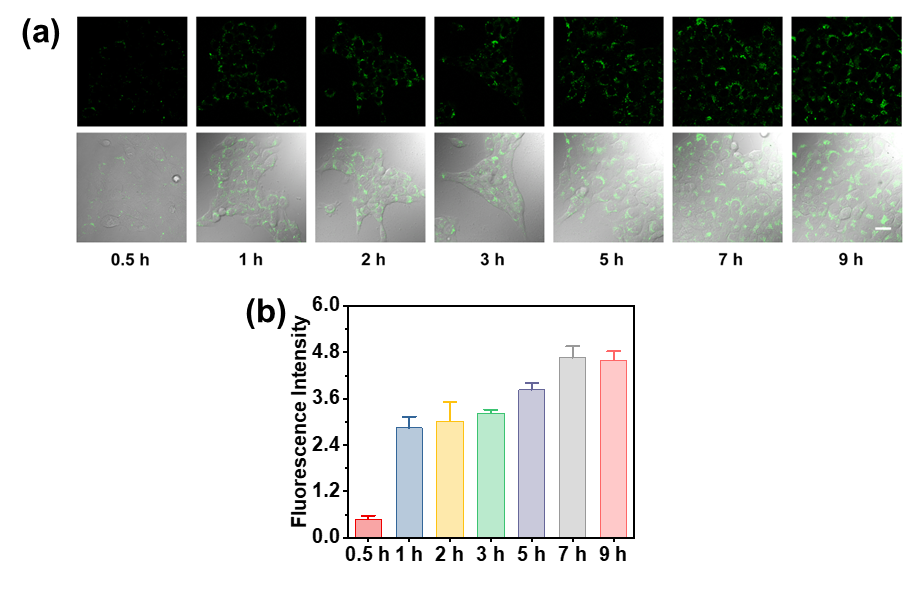 (a)
0.5 h 1 h 2 h 3 h 5 h 7 h 9 h
(b)
Fluorescence Intensity
6.0
4.8
3.6
2.4
1.2
0.0
0.5 h 1 h 2 h 3 h 5 h 7 h 9 h